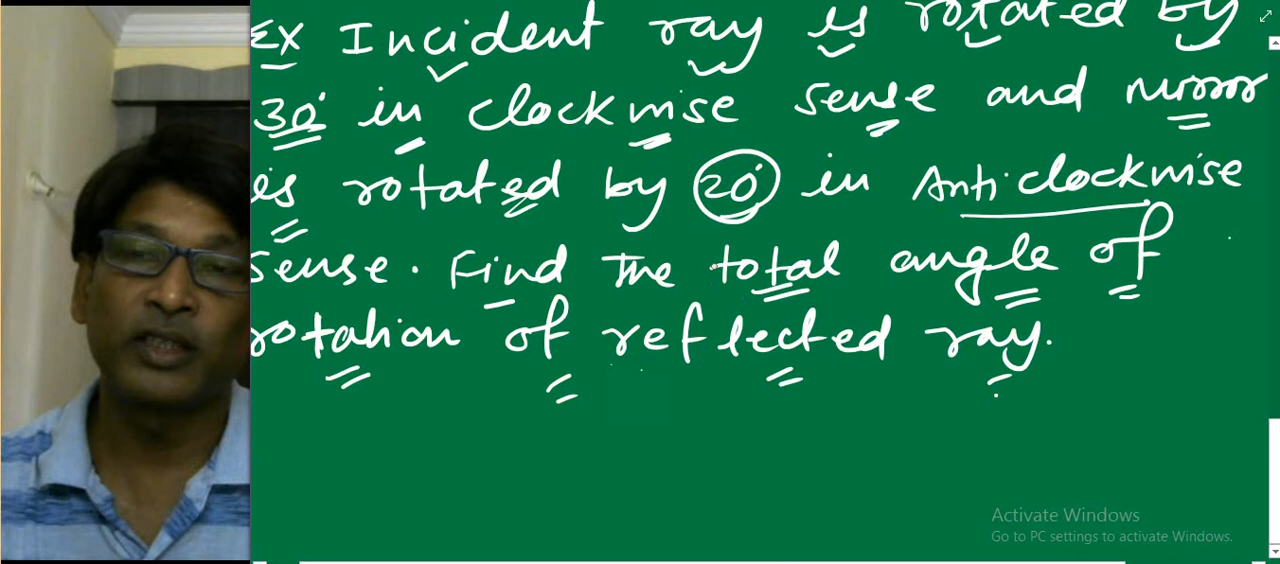 Ex Incident ray is rotated by
30° in clockwise sense and mirror
is rotated by 20° in Anticlockwise
sense. Find The total angle of
rotation of reflected ray.
Activate Windows
Go to PC settings to activate Windows.